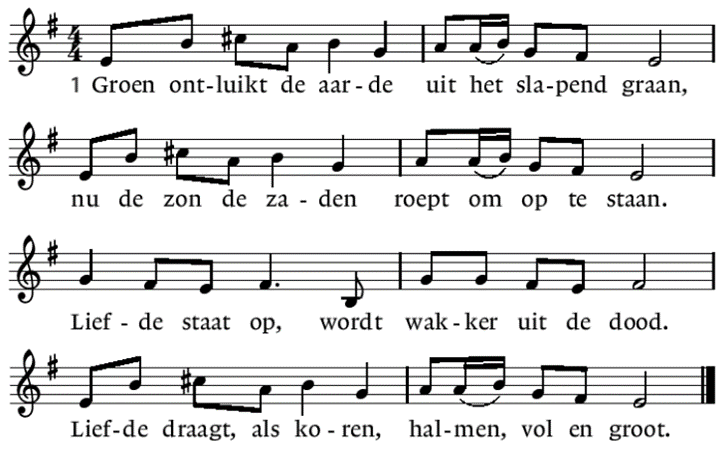 1 Groen ont-luikt de aar-de uit het sla-pend graan,
nu de zon de za - den roept om op te staan.
Lief - de staat op, wordt wak-ker uit de dood.
Lief-de draagt, als ko-ren, hal-men, vol en groot.